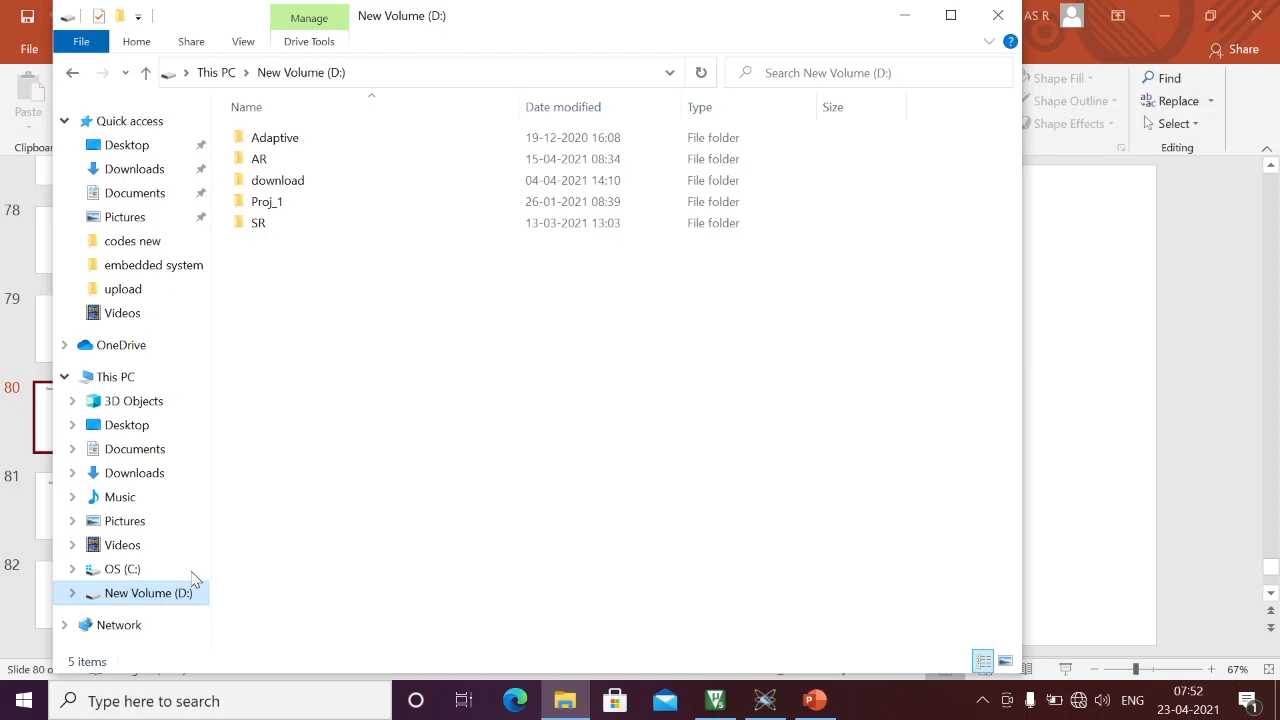 Manage
New Volume (D:)
AS R
File
Home
Share
View
Drive Tools
?
File
Share
This PC
New Volume (D:)
Search New Volume (D:)
Shape Fill
Find
Paste
Shape Outline
Replace
Name
Date modified
Type
Size
Shape Effects
Select
Clipboar
Editing
Quick access
Desktop
Documents
Downloads
Pictures
codes new
embedded system
upload
Videos
OneDrive
This PC
3D Objects
Desktop
Documents
Downloads
Music
Pictures
Videos
OS (C:)
New Volume (D:)
Network
Adaptive 19-12-2020 16:08 File folder
AR 15-04-2021 08:34 File folder
download 04-04-2021 14:10 File folder
Proj_1 26-01-2021 08:39 File folder
SR 13-03-2021 13:03 File folder
78
79
80
81
82
5 items
Slide 80 o
67%
Type here to search
ENG
07:52
23-04-2021
1